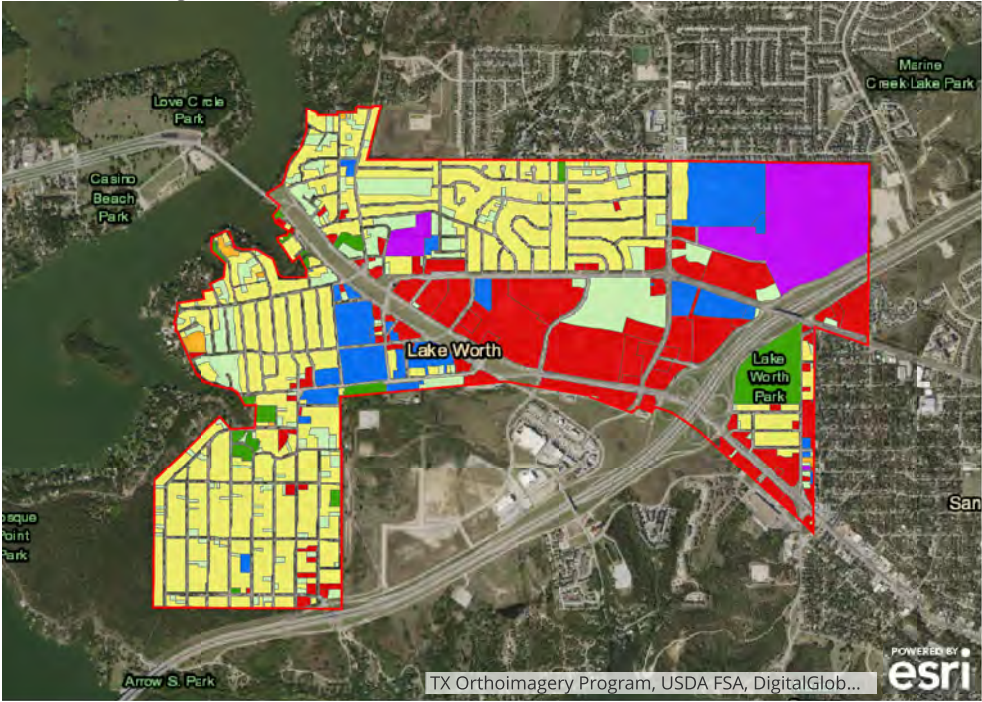 Marine
Creek Lake Park
Love Circle
Park
Casino
Beach
Park
Lake Worth
Lake
Worth
Park
San
osque
Point
Park
POWERED BY
esri
Arrow S. Park
TX Orthoimagery Program, USDA FSA, DigitalGlob...